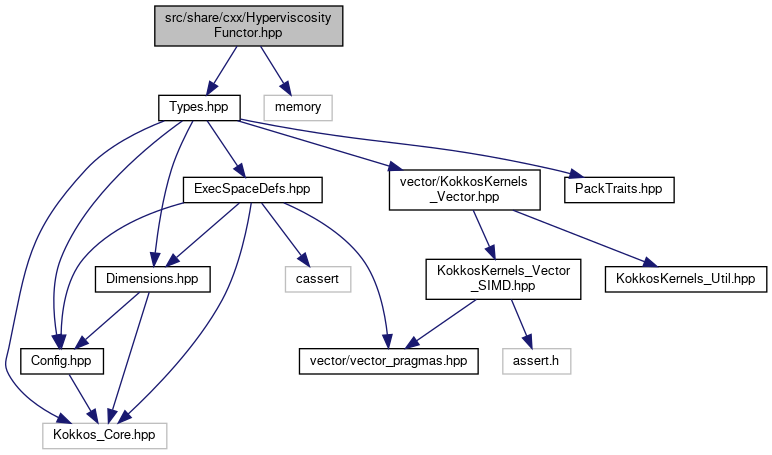 src/share/cxx/Hyperviscosity
Functor.hpp
Types.hpp
memory
ExecSpaceDefs.hpp
vector/KokkosKernels
_Vector.hpp
PackTraits.hpp
Dimensions.hpp
cassert
KokkosKernels_Vector
_SIMD.hpp
KokkosKernels_Util.hpp
Config.hpp
vector/vector_pragmas.hpp
assert.h
Kokkos_Core.hpp